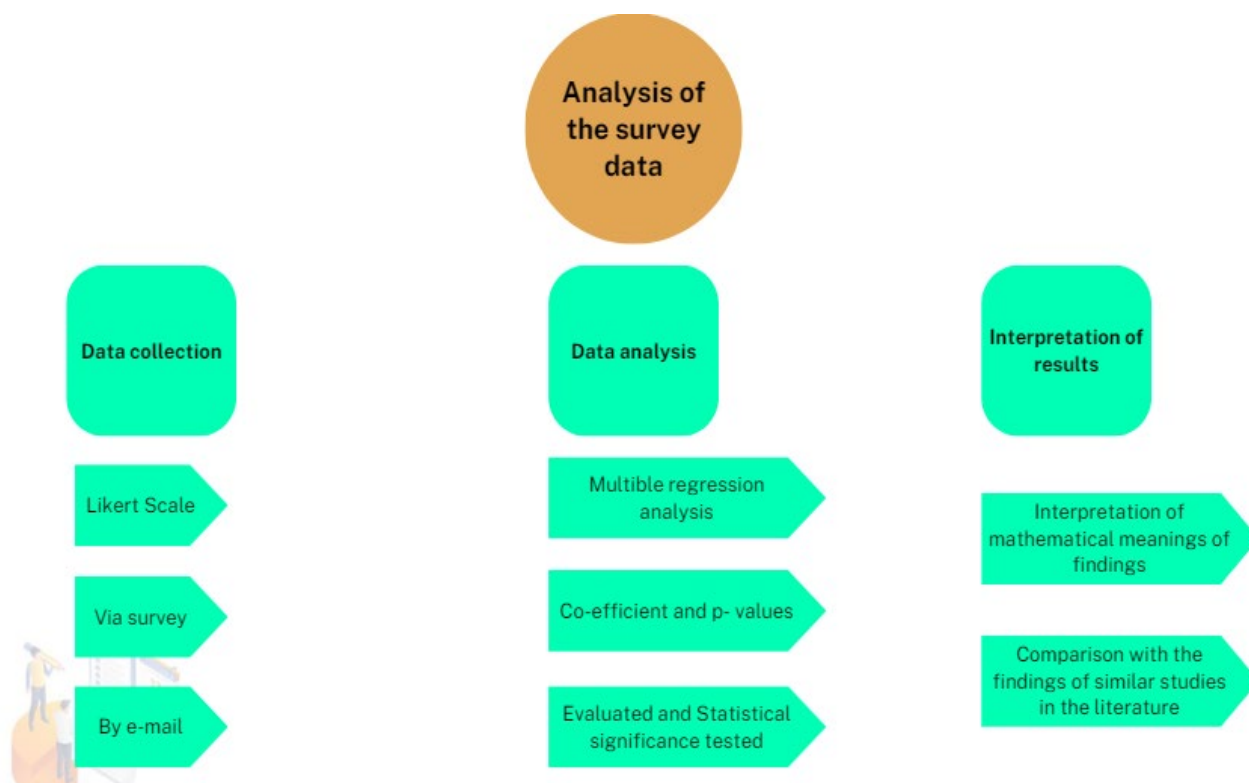 Analysis of
the survey
data
Data collection
Likert Scale
Via survey
By e-mail
Data analysis
Multible regression
analysis
Co-efficient and p- values
Evaluated and Statistical
significance tested
Interpretation of
results
Interpretation of
mathematical meanings of
findings
Comparison with the
findings of similar studies
in the literature